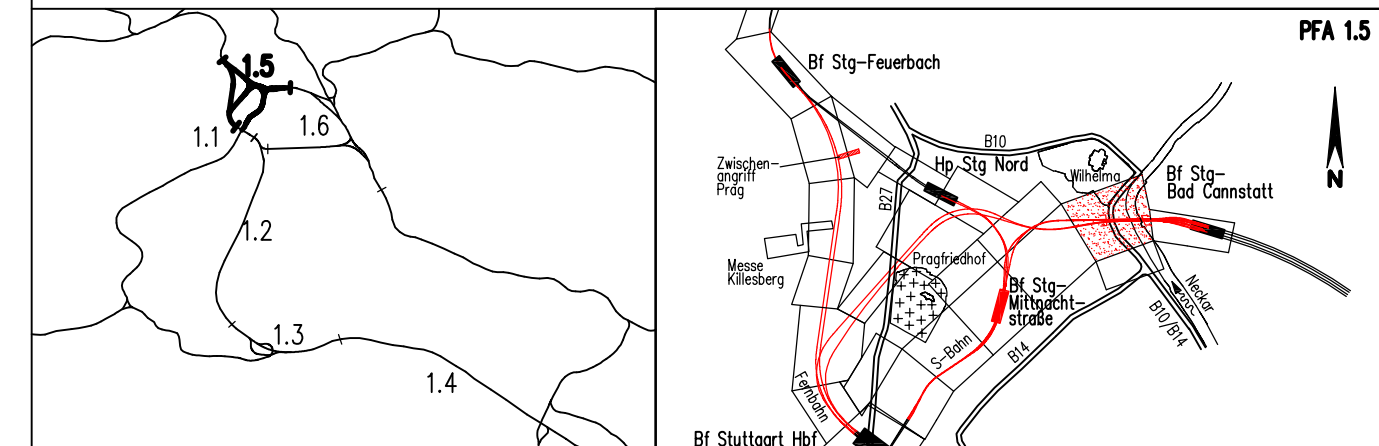 1.5
1.1
1.6
1.2
1.3
1.4
PFA 1.5
Bf Stg-Feuerbach
N
B10
Zwischen-
angriff
Prag
Hp Stg Nord
Wilhelma
Bf Stg-
Bad Cannstatt
B27
Messe
Killesberg
Pragfriedhof
Bf Stg-
Mittnacht-
straße
Neckar
B10/B14
S-Bahn
B14
Fernbahn
Bf Stuttgart Hbf